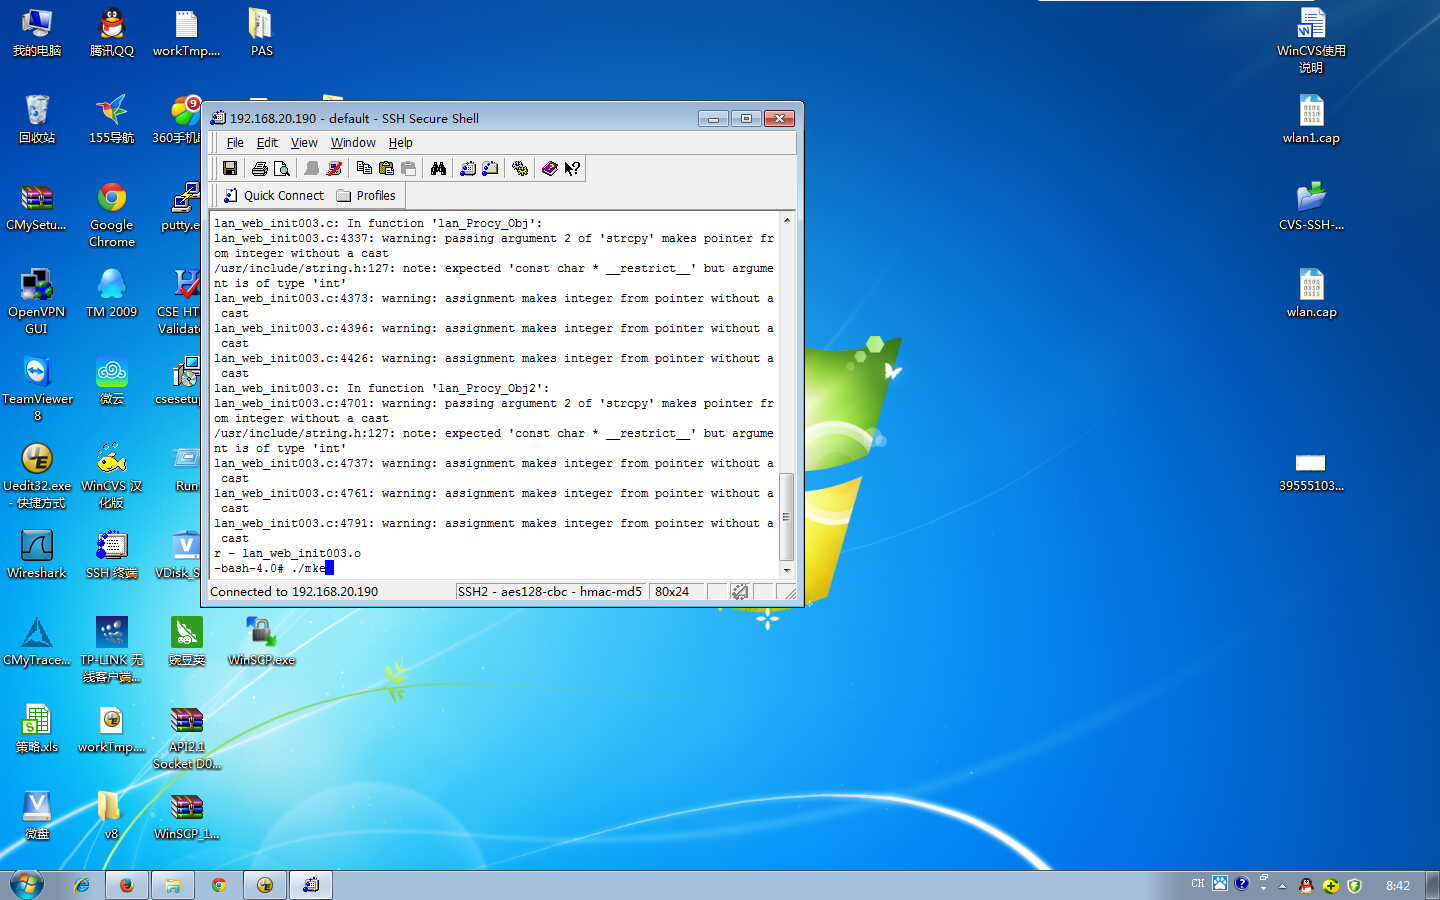 我的电脑
腾讯QQ
workTmp....
PAS
回收站
155导航
360手机
9
CMySetu...
Google
Chrome
putty.e
OpenVPN
GUI
TM 2009
CSE HT
Validat
TeamViewer
8
微云
csesetu
Uedit32.exe
- 快捷方式
WinCVS 汉
化版
Run
Wireshark
SSH 终端
VDisk_S
CMyTrace...
TP-LINK 无
线客户端...
豌豆荚
WinSCP.exe
策略.xls
workTmp....
API2.1
Socket D0...
微盘
v8
WinSCP_1...
WinCVS使用
说明
wlan1.cap
CVS-SSH-...
wlan.cap
39555103...
192.168.20.190 - default - SSH Secure Shell
File Edit View Window Help
Quick Connect Profiles
lan_web_init003.c: In function 'lan_Procy_Obj':
lan_web_init003.c:4337: warning: passing argument 2 of 'strcpy' makes pointer fr
om integer without a cast
/usr/include/string.h:127: note: expected 'const char * __restrict__' but argume
nt is of type 'int'
lan_web_init003.c:4373: warning: assignment makes integer from pointer without a
 cast
lan_web_init003.c:4396: warning: assignment makes integer from pointer without a
 cast
lan_web_init003.c:4426: warning: assignment makes integer from pointer without a
 cast
lan_web_init003.c: In function 'lan_Procy_Obj2':
lan_web_init003.c:4701: warning: passing argument 2 of 'strcpy' makes pointer fr
om integer without a cast
/usr/include/string.h:127: note: expected 'const char * __restrict__' but argume
nt is of type 'int'
lan_web_init003.c:4737: warning: assignment makes integer from pointer without a
 cast
lan_web_init003.c:4761: warning: assignment makes integer from pointer without a
 cast
lan_web_init003.c:4791: warning: assignment makes integer from pointer without a
 cast
r - lan_web_init003.o
-bash-4.0# ./mke
Connected to 192.168.20.190 SSH2 - aes128-cbc - hmac-md5 80x24
CH 8:42